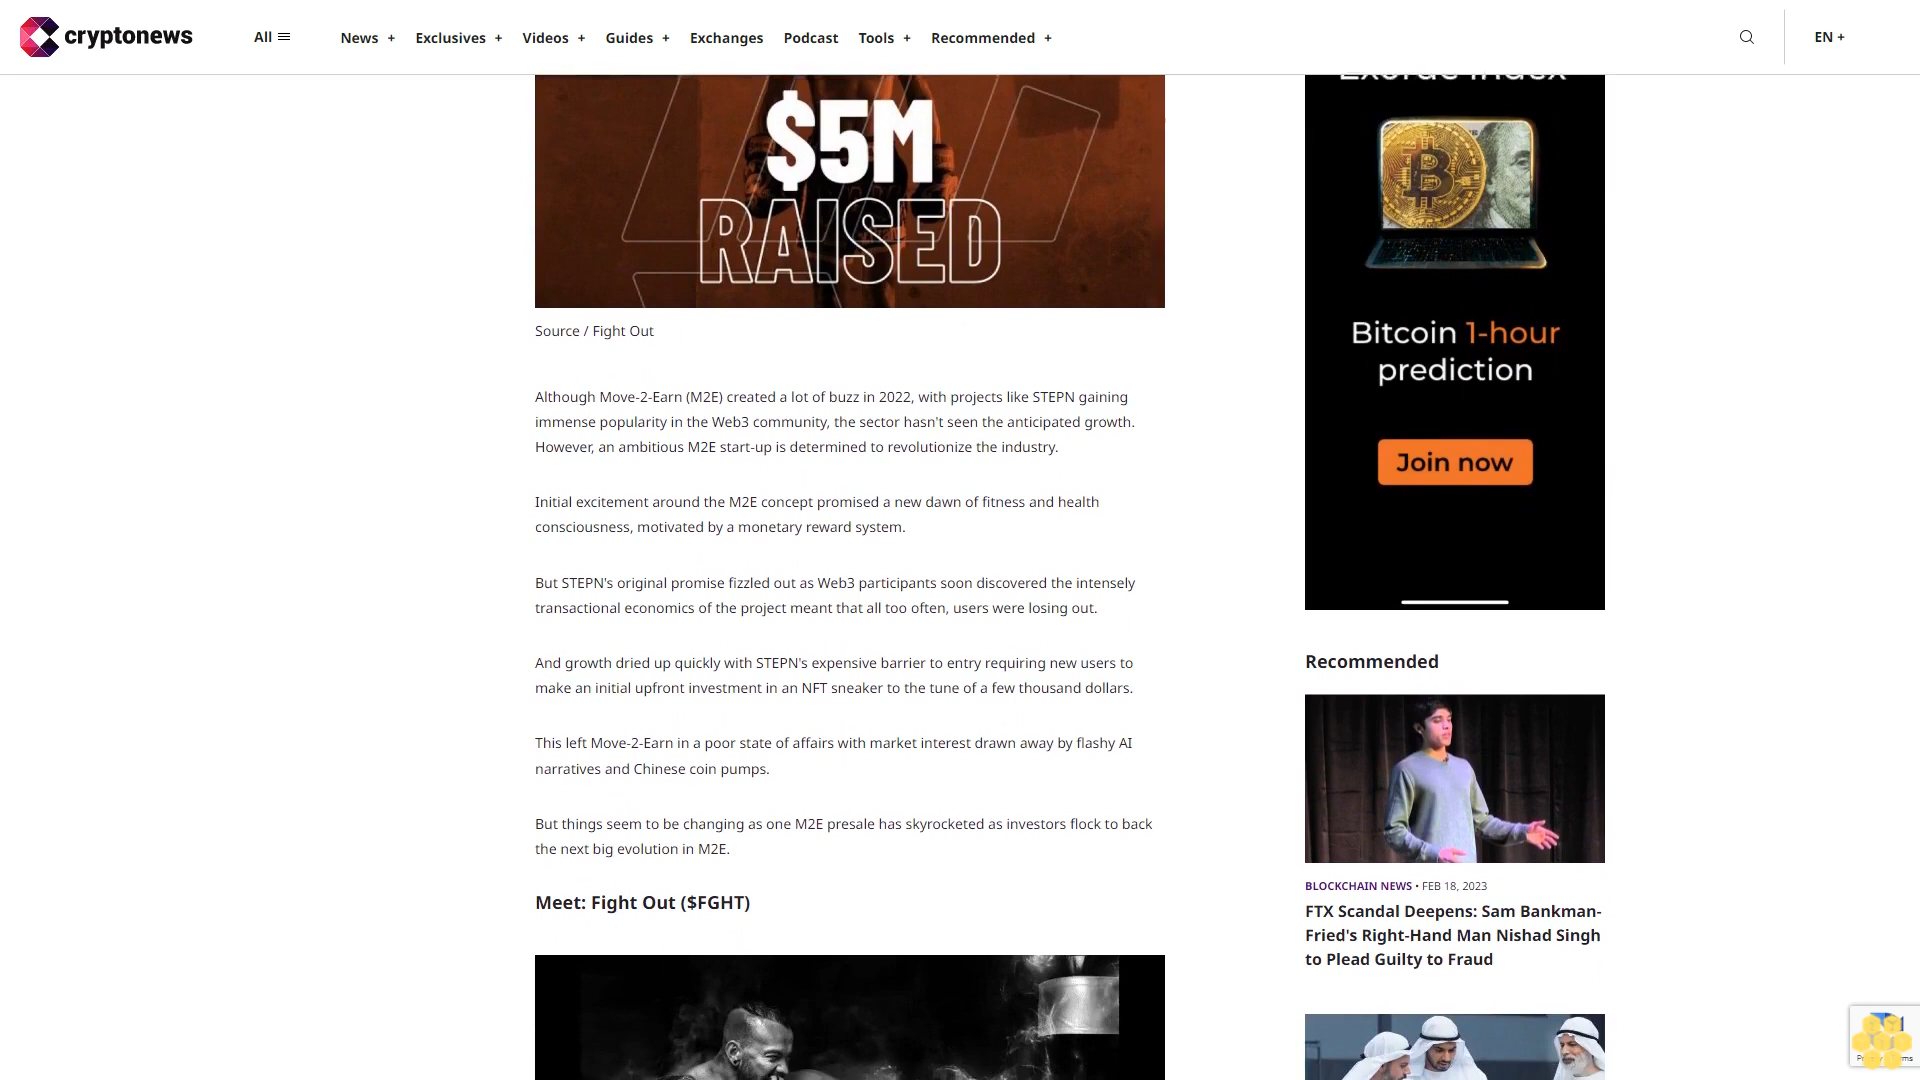 cryptonews
All
News +
Exclusives +
Videos +
Guides +
Exchanges
Podcast
Tools +
Recommended +
EN +
$5M
RAISED
Source / Fight Out
Although Move-2-Earn (M2E) created a lot of buzz in 2022, with projects like STEPN gaining
immense popularity in the Web3 community, the sector hasn't seen the anticipated growth.
However, an ambitious M2E start-up is determined to revolutionize the industry.
Initial excitement around the M2E concept promised a new dawn of fitness and health
consciousness, motivated by a monetary reward system.
But STEPN's original promise fizzled out as Web3 participants soon discovered the intensely
transactional economics of the project meant that all too often, users were losing out.
And growth dried up quickly with STEPN's expensive barrier to entry requiring new users to
make an initial upfront investment in an NFT sneaker to the tune of a few thousand dollars.
This left Move-2-Earn in a poor state of affairs with market interest drawn away by flashy AI
narratives and Chinese coin pumps.
But things seem to be changing as one M2E presale has skyrocketed as investors flock to back
the next big evolution in M2E.
Meet: Fight Out ($FGHT)
Exorde Index
Bitcoin 1-hour
prediction
Join now
Recommended
BLOCKCHAIN NEWS • FEB 18, 2023
FTX Scandal Deepens: Sam Bankman-
Fried's Right-Hand Man Nishad Singh
to Plead Guilty to Fraud